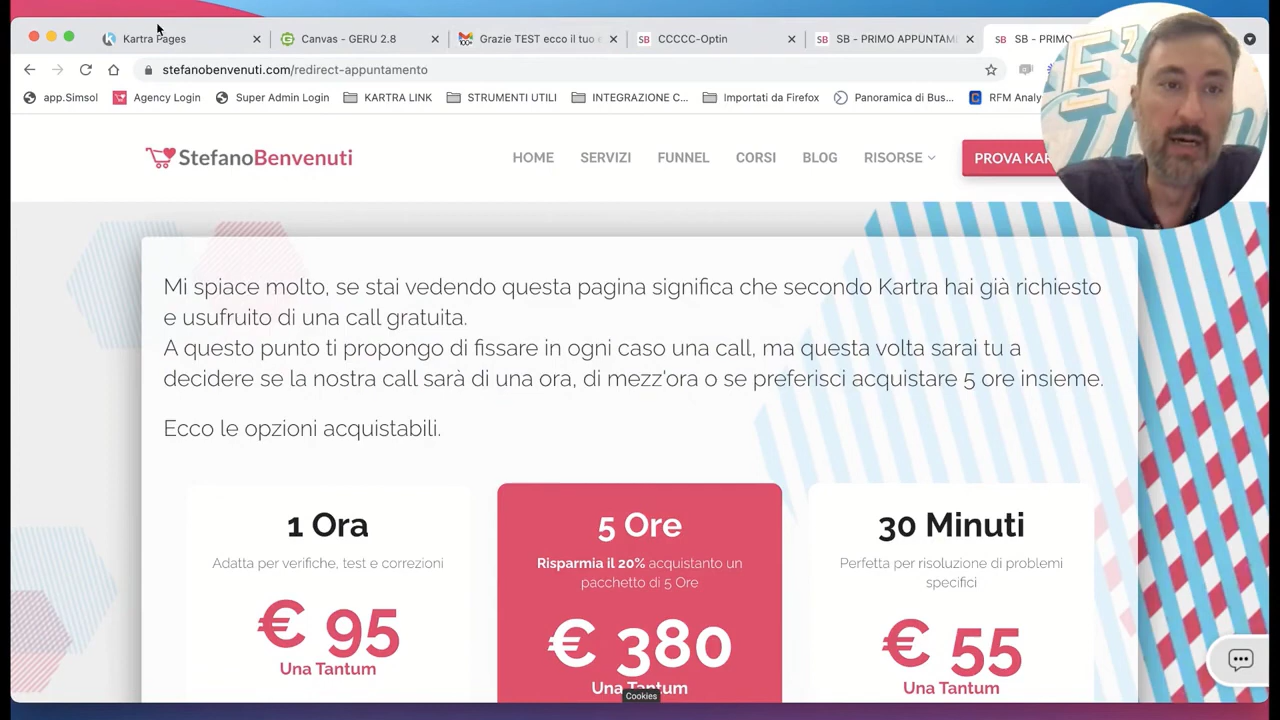 Kartra Pages
Canvas - GERU 2.8
Grazie TEST ecco il tuo e
CCCCC-Optin
SB - PRIMO APPUNTAM
SB - PRIMO
stefanobenvenuti.com/redirect-appuntamento
app.Simsol
Agency Login
Super Admin Login
KARTRA LINK
STRUMENTI UTILI
INTEGRAZIONE C...
Importati da Firefox
Panoramica di Bus...
RFM Analy
StefanoBenvenuti
HOME
SERVIZI
FUNNEL
CORSI
BLOG
RISORSE
PROVA KAR
Mi spiace molto, se stai vedendo questa pagina significa che secondo Kartra hai già richiesto
e usufruito di una call gratuita.
A questo punto ti propongo di fissare in ogni caso una call, ma questa volta sarai tu a
decidere se la nostra call sarà di una ora, di mezz'ora o se preferisci acquistare 5 ore insieme.
Ecco le opzioni acquistabili.
1 Ora
Adatta per verifiche, test e correzioni
€ 95
Una Tantum
5 Ore
Risparmia il 20% acquistanto un
pacchetto di 5 Ore
€ 380
Una Tantum
30 Minuti
Perfetta per risoluzione di problemi
specifici
€ 55
Una Tantum
Cookies